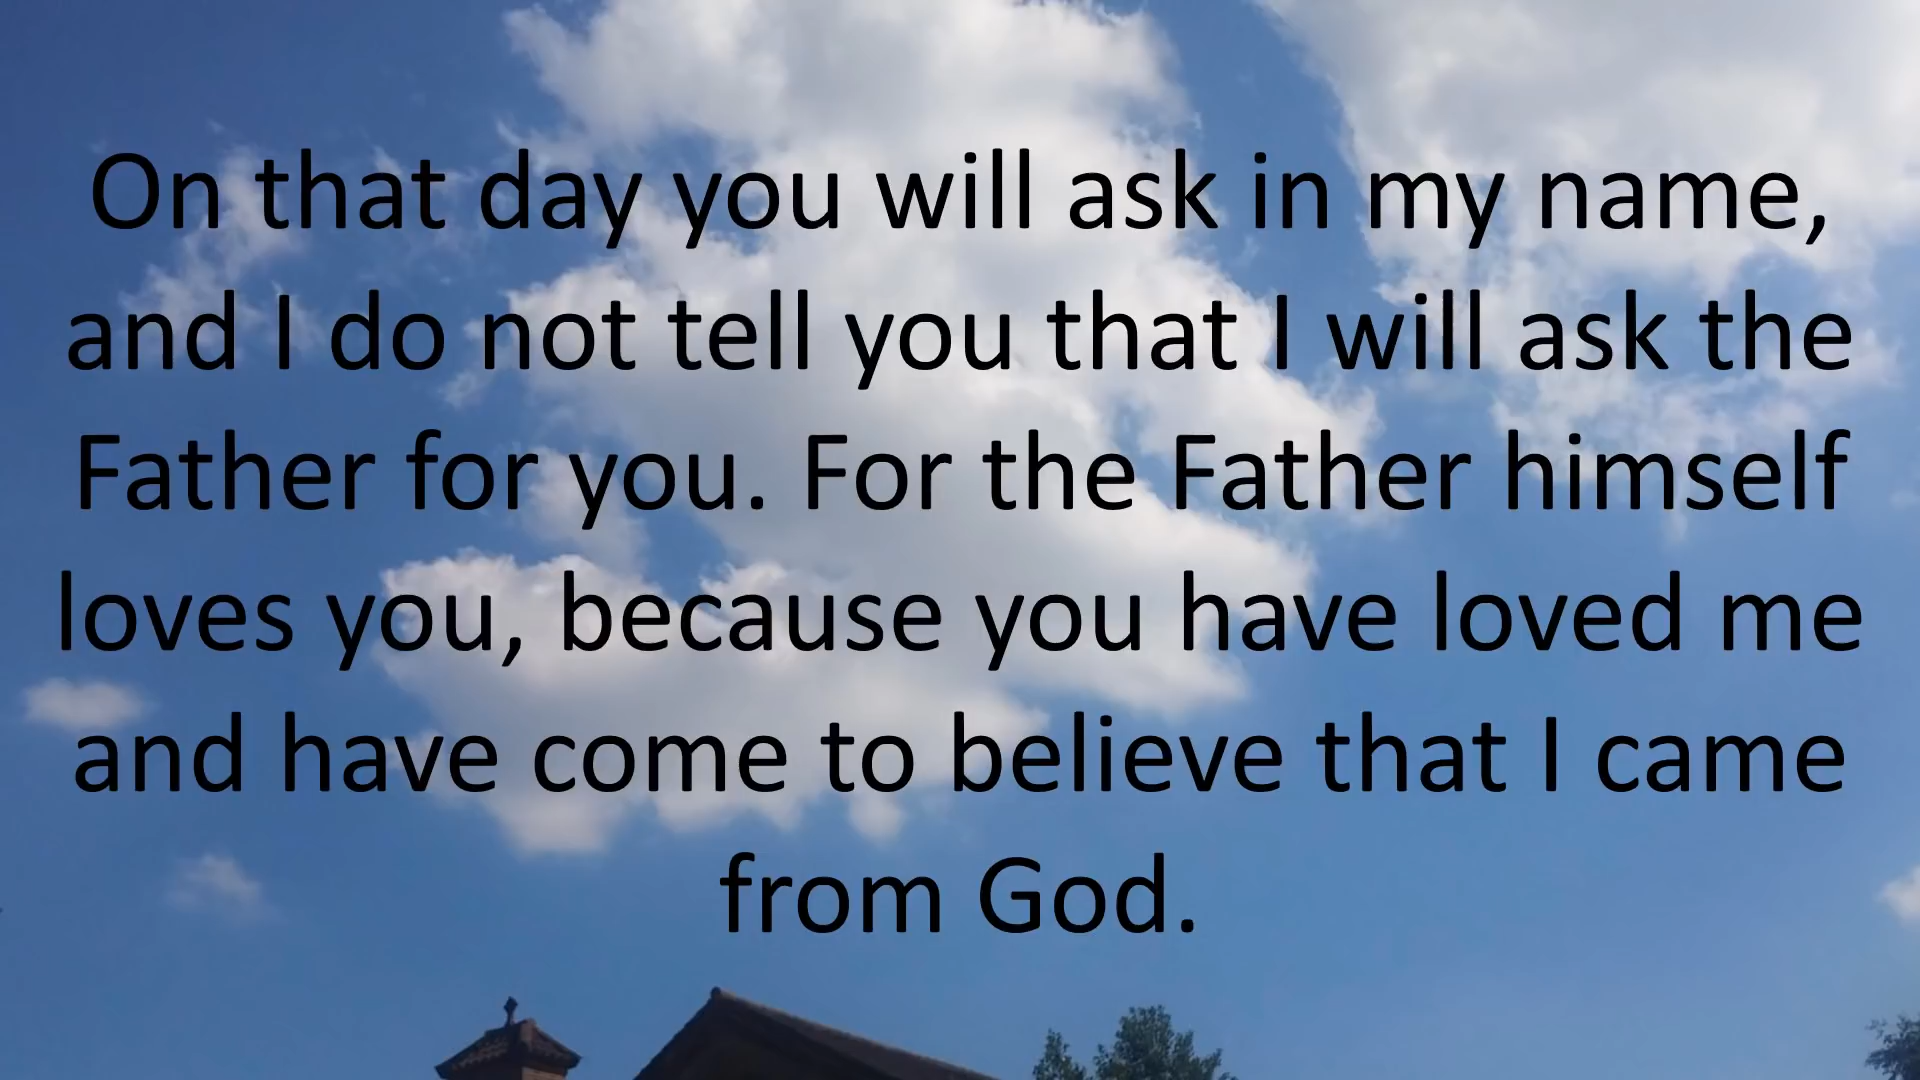 On that day you will ask in my name,
and I do not tell you that I will ask the
Father for you. For the Father himself
loves you, because you have loved me
and have come to believe that I came
from God.